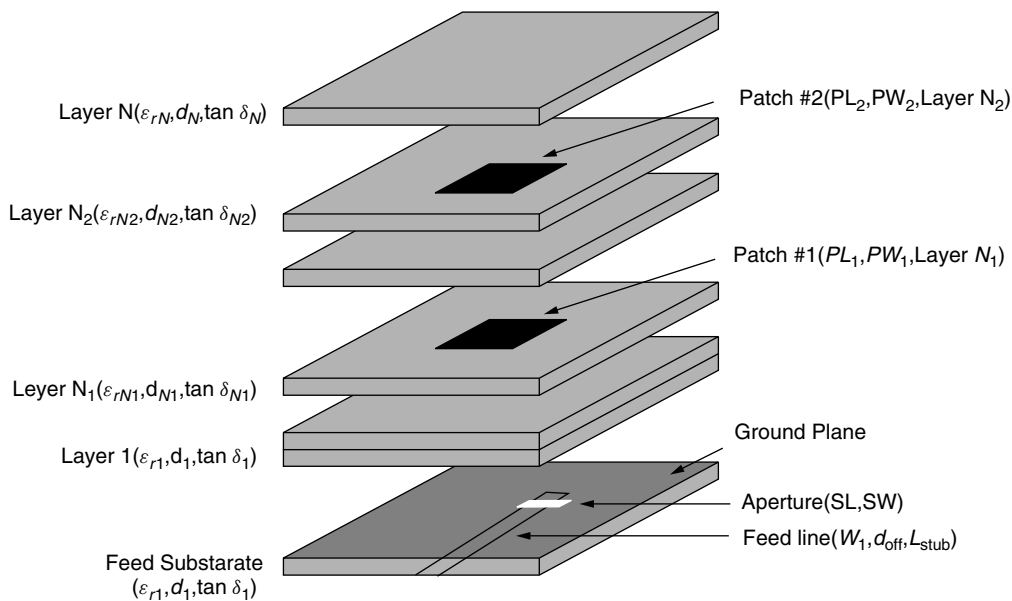 Layer N(εrN,dN,tan δN)
Patch #2(PL2,PW2,Layer N2)
Layer N2(εrN2,dN2,tan δN2)
Patch #1(PL1,PW1,Layer N1)
Leyer N1(εrN1,dN1,tan δN1)
Ground Plane
Layer 1(εr1,d1,tan δ1)
Aperture(SL,SW)
Feed line(W1,doff,Lstub)
Feed Substarate
(εr1,d1,tan δ1)